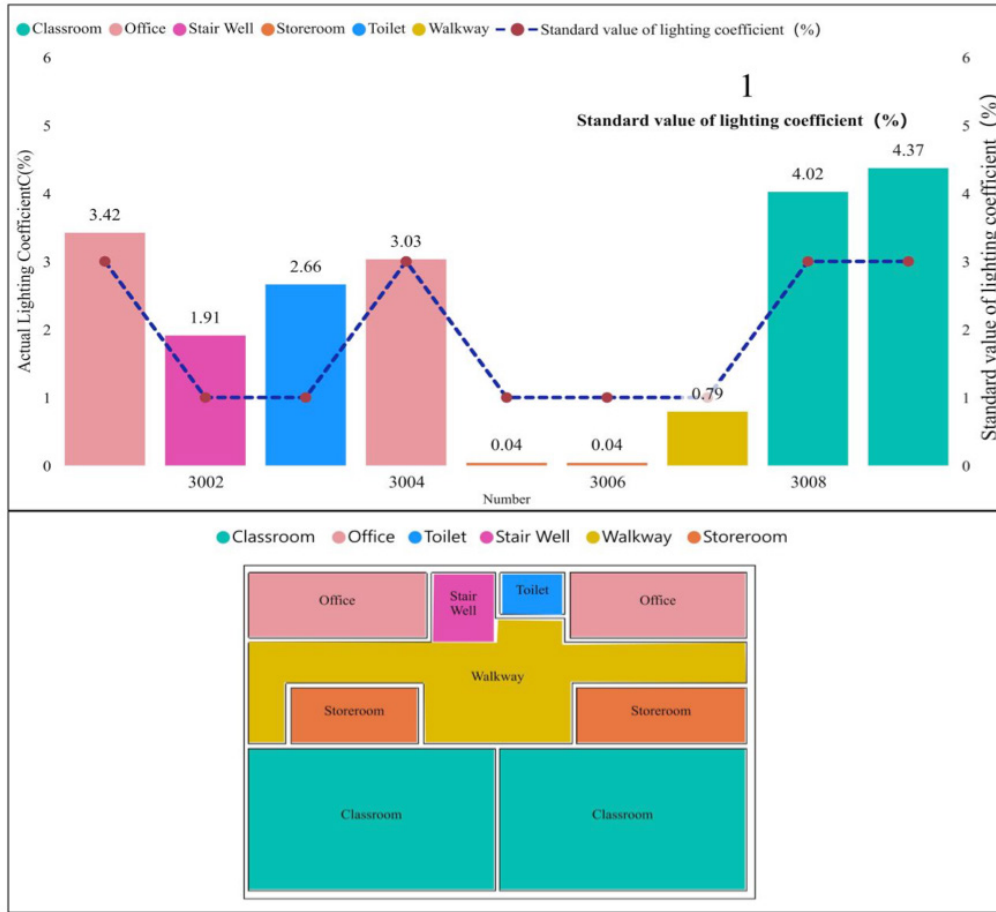 Classroom Office Stair Well Storeroom Toilet Walkway Standard value of lighting coefficient (%)
6 6
1
Standard value of lighting coefficient (%)
5 5
4.37
4.02
4 4
3.42
3.03
3 3
2.66
2 2
1.91
1 1
0.79
0.04 0.04
0 0
3002 3004 3006 3008
Number
Actual Lighting CoefficientC(%)
Standard value of lighting coefficient (%)
Classroom Office Toilet Stair Well Walkway Storeroom
Office Stair Toilet Office
Well
Walkway
Storeroom Storeroom
Classroom Classroom